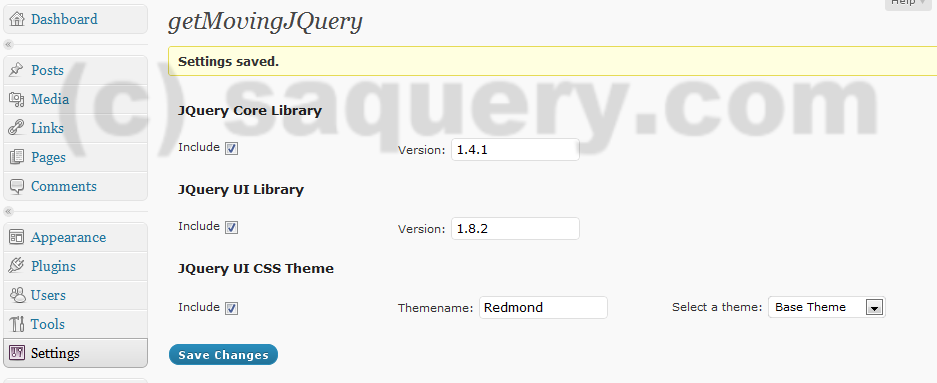 Help
Dashboard
Posts
Media
Links
Pages
Comments
Appearance
Plugins
Users
Tools
Settings
getMovingJQuery
Settings saved.
(c) saquery.com
JQuery Core Library
Include Version: 1.4.1
JQuery UI Library
Include Version: 1.8.2
JQuery UI CSS Theme
Include Themename: Redmond Select a theme: Base Theme
Save Changes